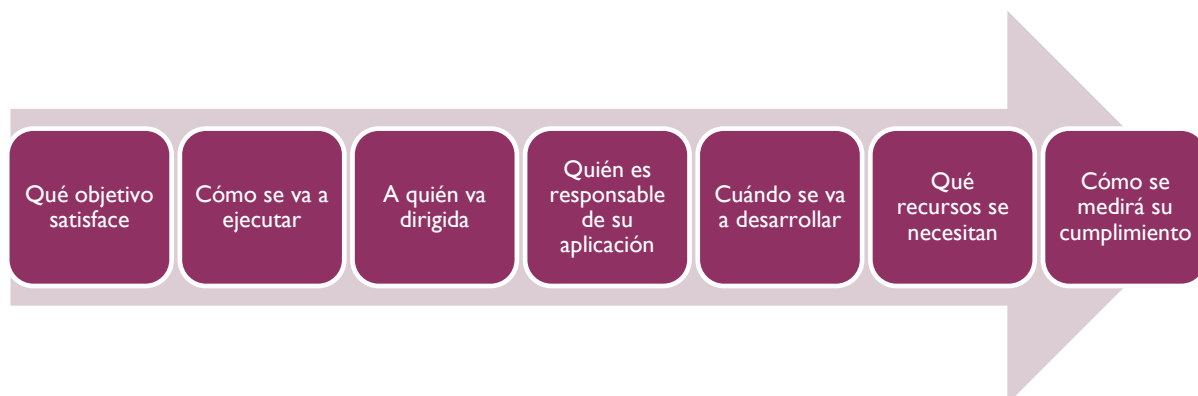 Qué objetivo
satisface
Cómo se va a
ejecutar
A quién va
dirigida
Quién es
responsable
de su
aplicación
Cuándo se va
a desarrollar
Qué
recursos se
necesitan
Cómo se
medirá su
cumplimiento